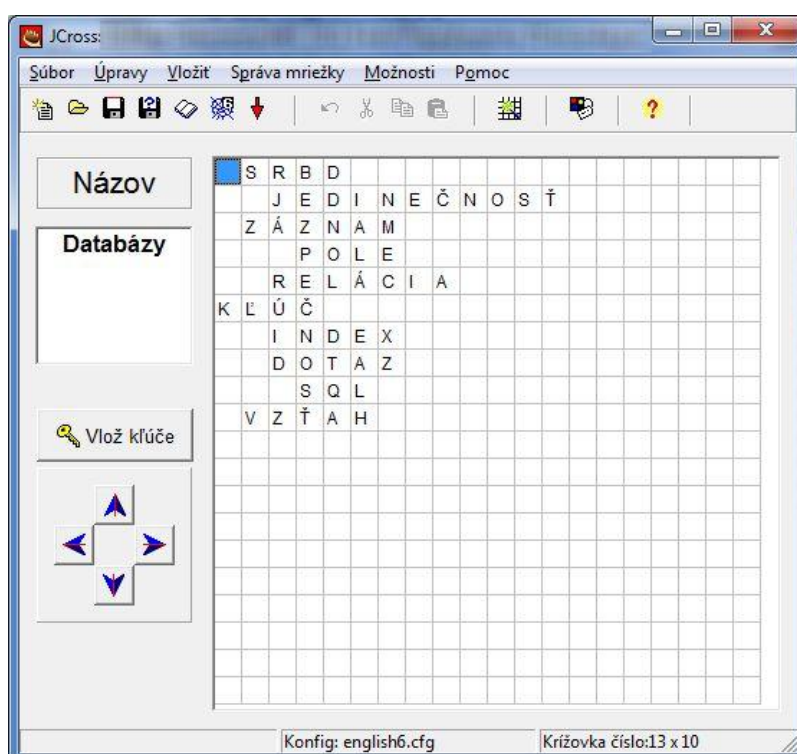 JCross:
Súbor Úpravy Vložiť Správa mriežky Možnosti Pomoc
Názov
Databázy
Vlož kľúče
S R B D
J E D I N E Č N O S Ť
Z Á Z N A M
P O L E
R E L Á C I A
K Ľ Ú Č
I N D E X
D O T A Z
S Q L
V Z Ť A H
Konfig: english6.cfg
Krížovka číslo:13 x 10